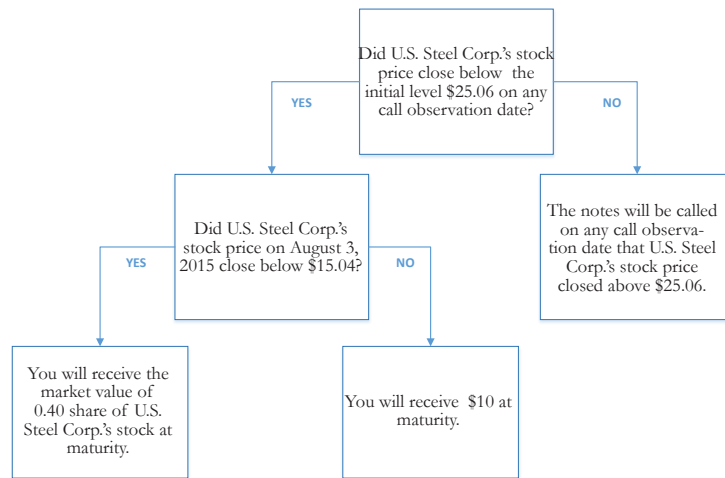 Did U.S. Steel Corp.'s stock
price close below the
initial level $25.06 on any
call observation date?
YES
NO
Did U.S. Steel Corp.'s
stock price on August 3,
2015 close below $15.04?
The notes will be called
on any call observa-
tion date that U.S. Steel
Corp.'s stock price
closed above $25.06.
YES
NO
You will receive the
market value of
0.40 share of U.S.
Steel Corp.'s stock at
maturity.
You will receive $10 at
maturity.